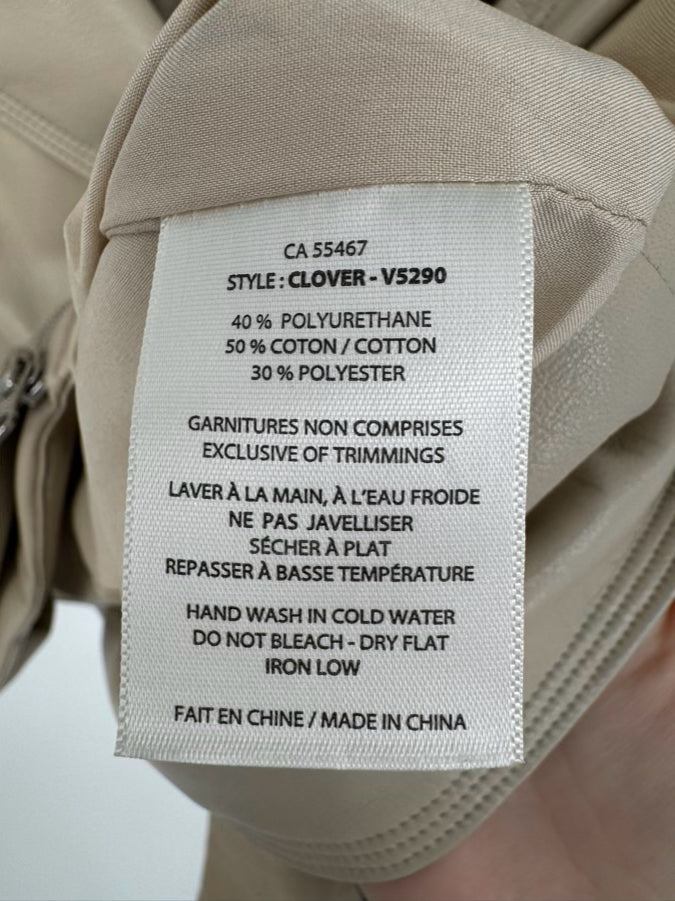 CA 55467
STYLE : CLOVER - V5290
40 % POLYURETHANE
50 % COTON / COTTON
30 % POLYESTER
GARNITURES NON COMPRISES
EXCLUSIVE OF TRIMMINGS
LAVER À LA MAIN, À L'EAU FROIDE
NE PAS JAVELLISER
SÉCHER À PLAT
REPASSER À BASSE TEMPÉRATURE
HAND WASH IN COLD WATER
DO NOT BLEACH - DRY FLAT
IRON LOW
FAIT EN CHINE / MADE IN CHINA